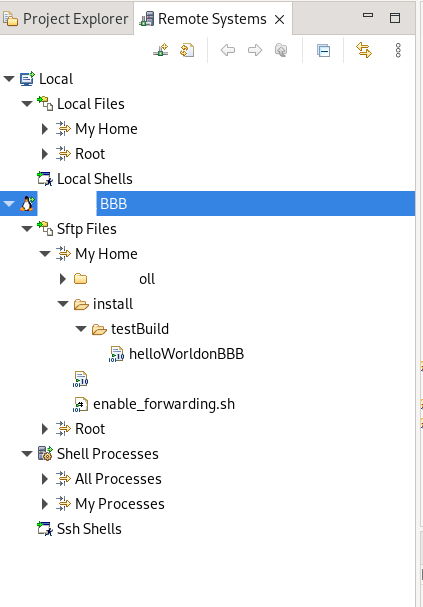 Project Explorer Remote Systems
Local
Local Files
My Home
Root
Local Shells
BBB
Sftp Files
My Home
oll
install
testBuild
helloWorldonBBB
enable_forwarding.sh
Root
Shell Processes
All Processes
My Processes
Ssh Shells